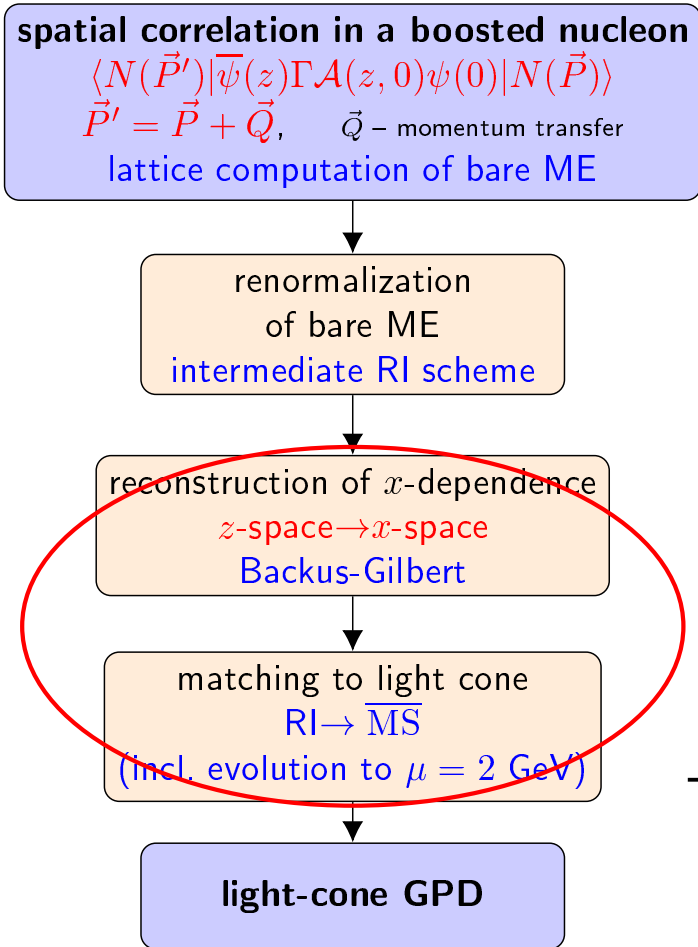 spatial correlation in a boosted nucleon
⟨N(P⃗′)|ψ̅(z)Γ𝒜(z,0)ψ(0)|N(P⃗)⟩
P⃗′ = P⃗ + Q⃗, Q⃗ – momentum transfer
lattice computation of bare ME
renormalization
of bare ME
intermediate RI scheme
reconstruction of x-dependence
z-space→x-space
Backus-Gilbert
matching to light cone
RI→ M̅S̅
(incl. evolution to μ = 2 GeV)
light-cone GPD